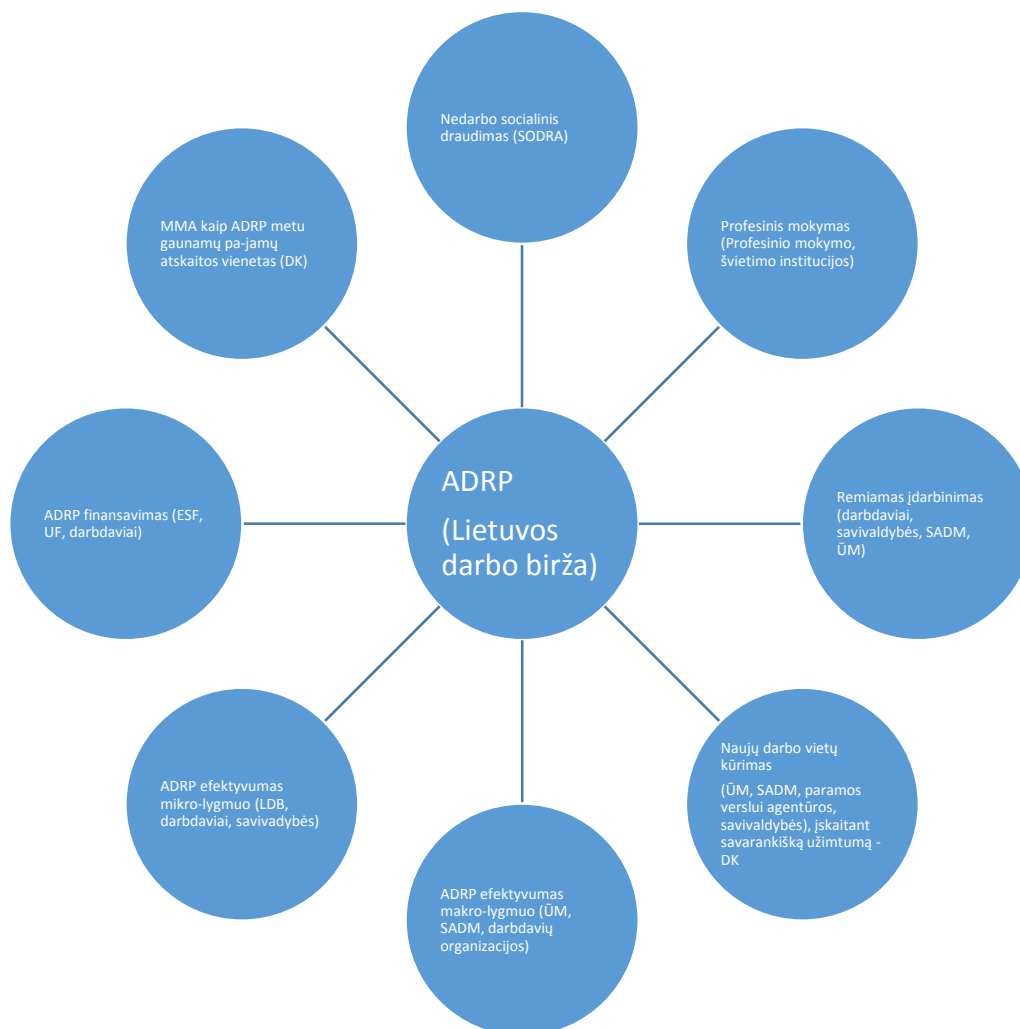 Nedarbo socialinis
draudimas (SODRA)
MMA kaip ADRP metu
gaunamų pa-jamų
atskaitos vienetas (DK)
Profesinis mokymas
(Profesinio mokymo,
švietimo institucijos)
ADRP finansavimas (ESF,
UF, darbdaviai)
ADRP
(Lietuvos
darbo birža)
Remiamas įdarbinimas
(darbdaviai,
savivaldybės, SADM,
ŪM)
ADRP efektyvumas
mikro-lygmuo (LDB,
darbdaviai, savivadybės)
Naujų darbo vietų
kūrimas
(ŪM, SADM, paramos
verslui agentūros,
savivaldybės), įskaitant
savarankišką užimtumą -
DK
ADRP efektyvumas
makro-lygmuo (ŪM,
SADM, darbdavių
organizacijos)